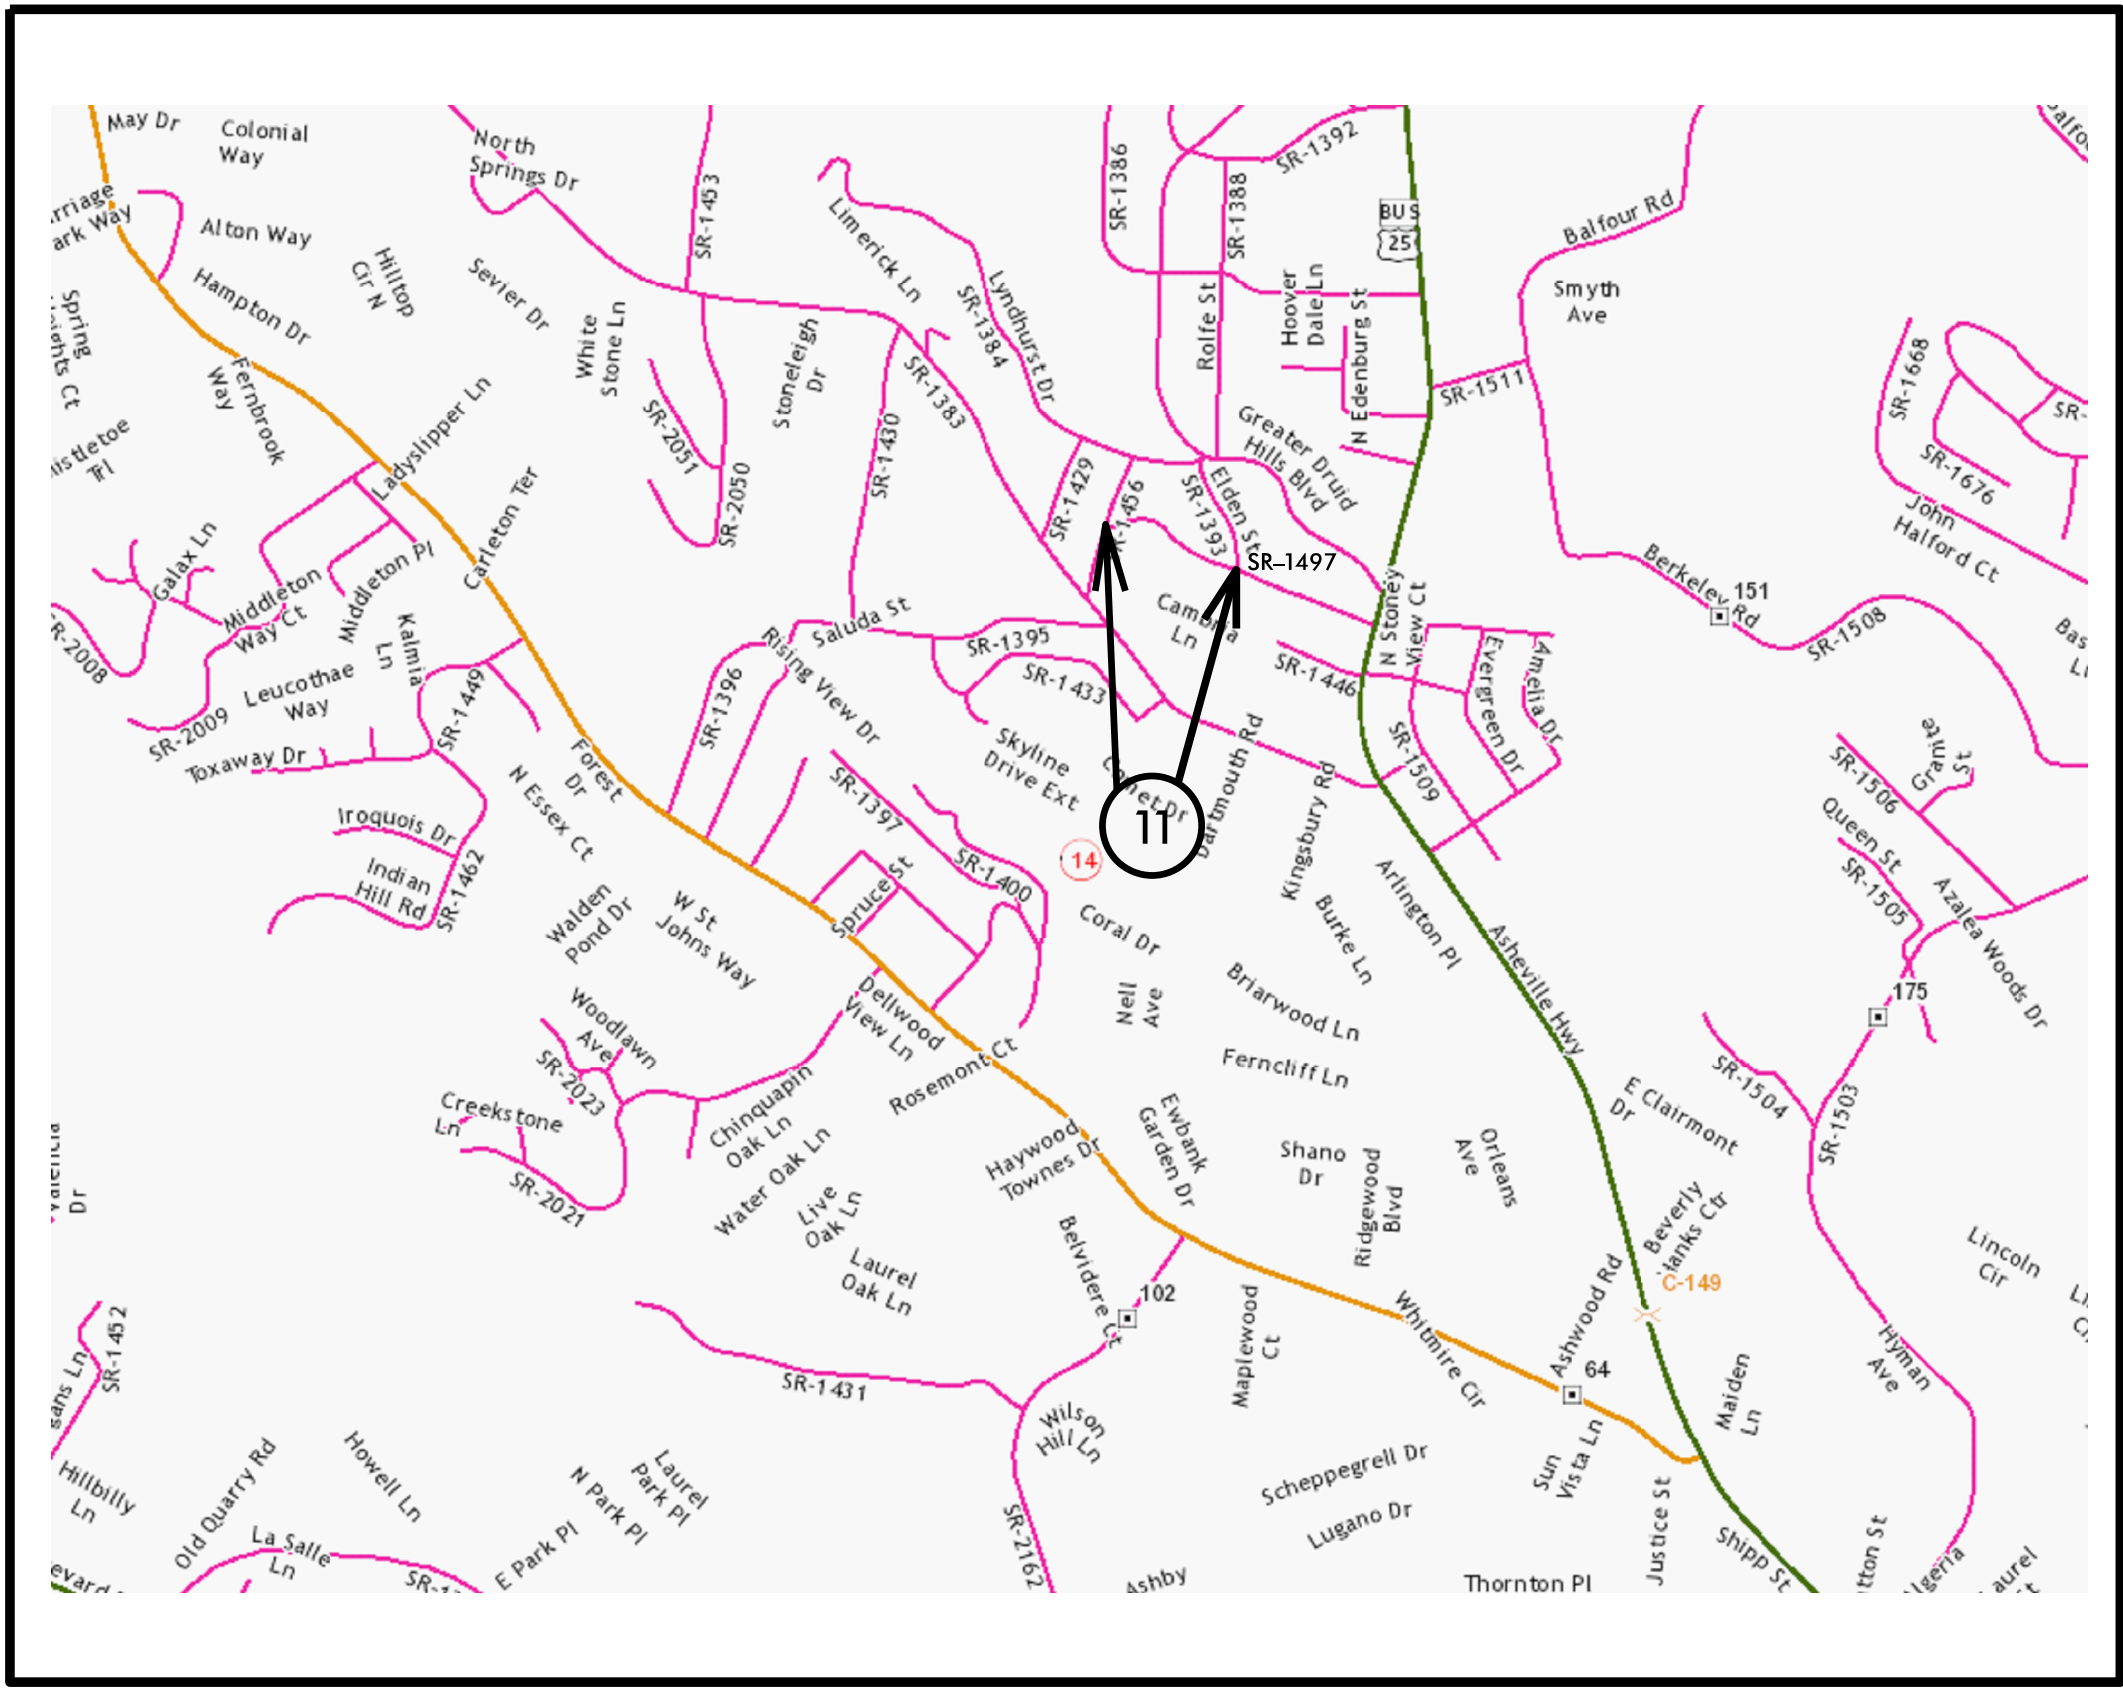 May Dr
Colonial
Way
North
Springs Dr
SR-1453
SR-1386
SR-1392
SR-1388
BUS
25
Balfour Rd
Alton Way
Hilltop
Cir N
Sevier Dr
Hampton Dr
Limerick Ln
Lyndhurst Dr
SR-1384
Rolfe St
Hoover
Dale Ln
N Edenburg St
Smyth
Ave
Spring
White
Stone Ln
Stoneleigh
Dr
SR-1383
SR-1511
SR-1668
SR-
Fernbrook
Way
Ladyslipper Ln
SR-2051
SR-2050
SR-1430
SR-1429
SR-1456
SR-1393
Elden St
Greater Druid
Hills Blvd
SR-1676
John
Halford Ct
Trl
Carleton Ter
Galax Ln
Middleton
Way Ct
Middleton Pl
SR-1497
Berkeley Rd
151
SR-1508
SR-2008
Kalmia
Ln
Saluda St
SR-1395
SR-1433
Cambria
Ln
SR-1446
N Stoney
View Ct
Evergreen Dr
Amelia Dr
Leucothae
Way
SR-2009
SR-1449
SR-1396
Rising View Dr
Skyline
Drive Ext
Comet Dr
Dartmouth Rd
SR-1509
SR-1506
Granite
St
Toxaway Dr
Forest
Dr
N Essex Ct
SR-1397
11
14
Kingsbury Rd
Iroquois Dr
Indian
Hill Rd
SR-1462
Spruce St
SR-1400
Arlington Pl
Queen St
SR-1505
Azalea Woods Dr
Walden
Pond Dr
W St
Johns Way
Coral Dr
Burke Ln
Asheville Hwy
Nell
Ave
Briarwood Ln
Ferncliff Ln
175
Woodlawn
Ave
SR-2023
Dellwood
View Ln
Rosemont Ct
SR-1504
SR-1503
Creekstone
Ln
SR-2021
Chinquapin
Oak Ln
Water Oak Ln
Haywood
Townes Dr
Ewbank
Garden Dr
Shano
Dr
Ridgewood
Blvd
Orleans
Ave
E Clairmont
Dr
Dr
Live
Oak Ln
Laurel
Oak Ln
Belvidere Ct
102
Beverly
Hanks Ctr
C-149
Lincoln
Cir
SR-1452
SR-1431
Maplewood
Ct
Whitmire Cir
Ashwood Rd
64
Maiden
Ln
Hyman
Ave
Wilson
Hill Ln
Hillbilly
Ln
Old Quarry Rd
Howell Ln
N Park Pl
Laurel
Park Pl
E Park Pl
La Salle
Ln
SR-2162
Scheppegrell Dr
Lugano Dr
Sun
Vista Ln
Justice St
Shipp St
Ashby
Thornton Pl